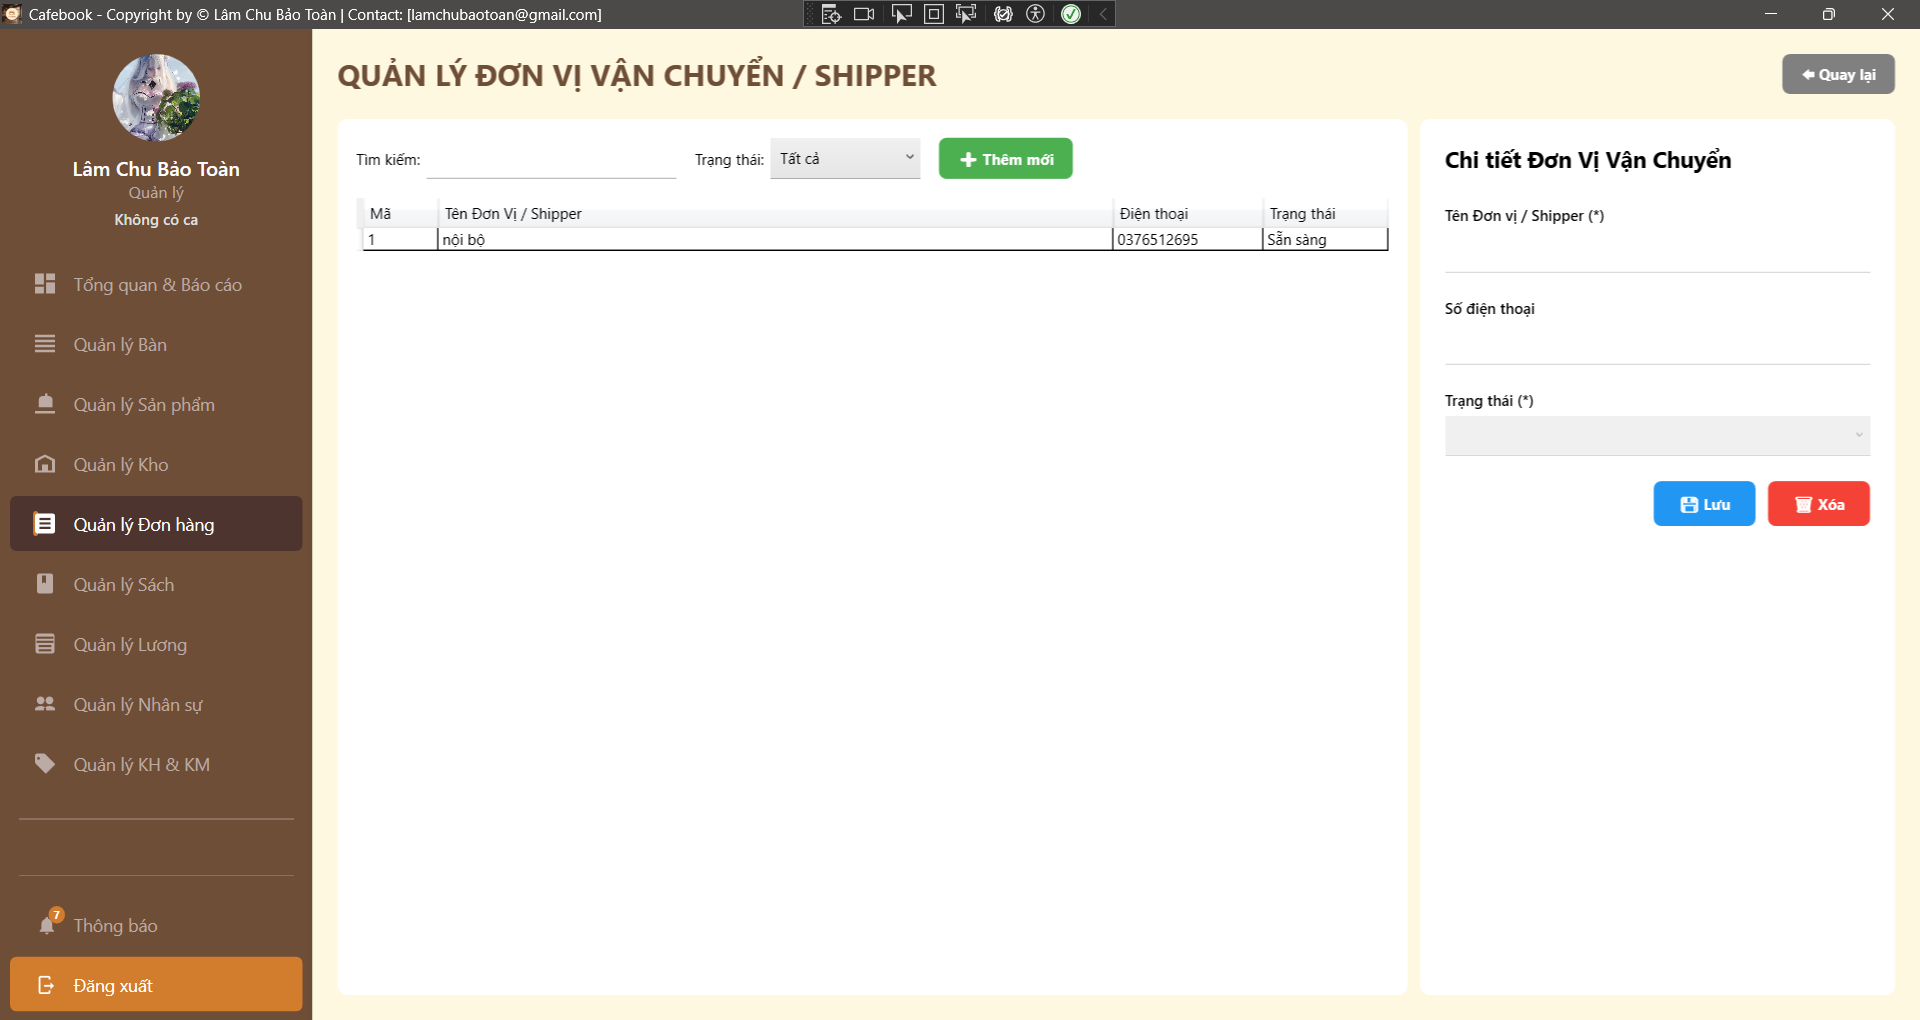 Cafebook - Copyright by © Lâm Chu Bảo Toàn | Contact: [lamchubaotoan@gmail.com]
Lâm Chu Bảo Toàn
Quản lý
Không có ca
Tổng quan & Báo cáo
Quản lý Bàn
Quản lý Sản phẩm
Quản lý Kho
Quản lý Đơn hàng
Quản lý Sách
Quản lý Lương
Quản lý Nhân sự
Quản lý KH & KM
7
Thông báo
Đăng xuất
QUẢN LÝ ĐƠN VỊ VẬN CHUYỂN / SHIPPER
Quay lại
Tìm kiếm:
Trạng thái: Tất cả
Thêm mới
Mã Tên Đơn Vị / Shipper Điện thoại Trạng thái
1 nội bộ 0376512695 Sẵn sàng
Chi tiết Đơn Vị Vận Chuyển
Tên Đơn vị / Shipper (*)
Số điện thoại
Trạng thái (*)
Lưu
Xóa